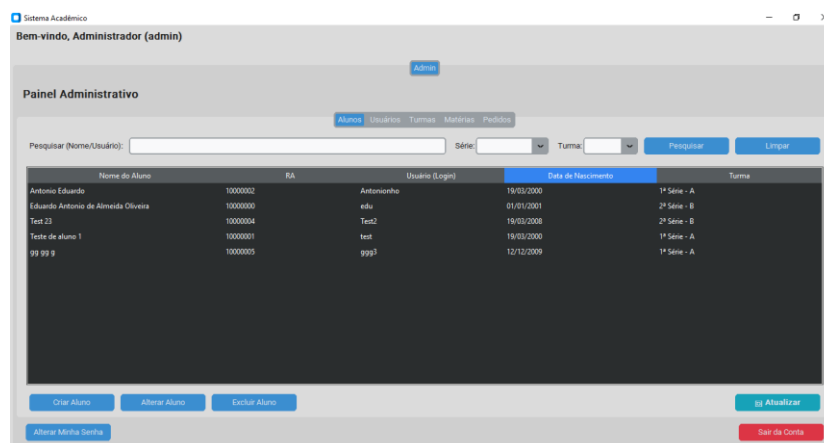 Sistema Acadêmico
Bem-vindo, Administrador (admin)
Admin
Painel Administrativo
Alunos Usuários Turmas Matérias Pedidos
Pesquisar (Nome/Usuário): Série: Turma: Pesquisar Limpar
Nome do Aluno RA Usuário (Login) Data de Nascimento Turma
Antonio Eduardo 10000002 Antonionho 19/03/2000 1ª Série - A
Eduardo Antonio de Almeida Oliveira 10000000 edu 01/01/2001 2ª Série - B
Test 23 10000004 Test2 19/03/2008 2ª Série - B
Teste de aluno 1 10000001 test 19/03/2000 1ª Série - A
gg gg g 10000005 ggg3 12/12/2009 1ª Série - A
Criar Aluno Alterar Aluno Excluir Aluno Atualizar
Alterar Minha Senha Sair da Conta